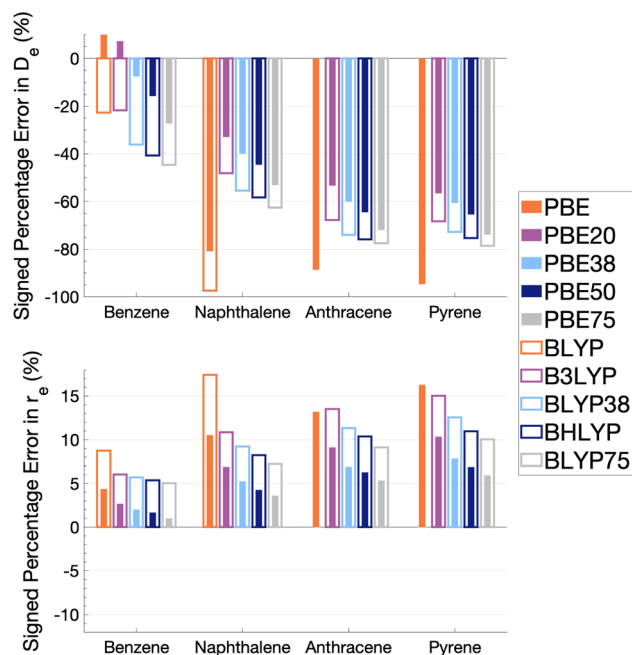 Signed Percentage Error in De (%)
0
-20
-40
-60
-80
-100
Benzene Naphthalene Anthracene Pyrene
Signed Percentage Error in re (%)
15
10
5
0
-5
-10
Benzene Naphthalene Anthracene Pyrene
PBE
PBE20
PBE38
PBE50
PBE75
BLYP
B3LYP
BLYP38
BHLYP
BLYP75